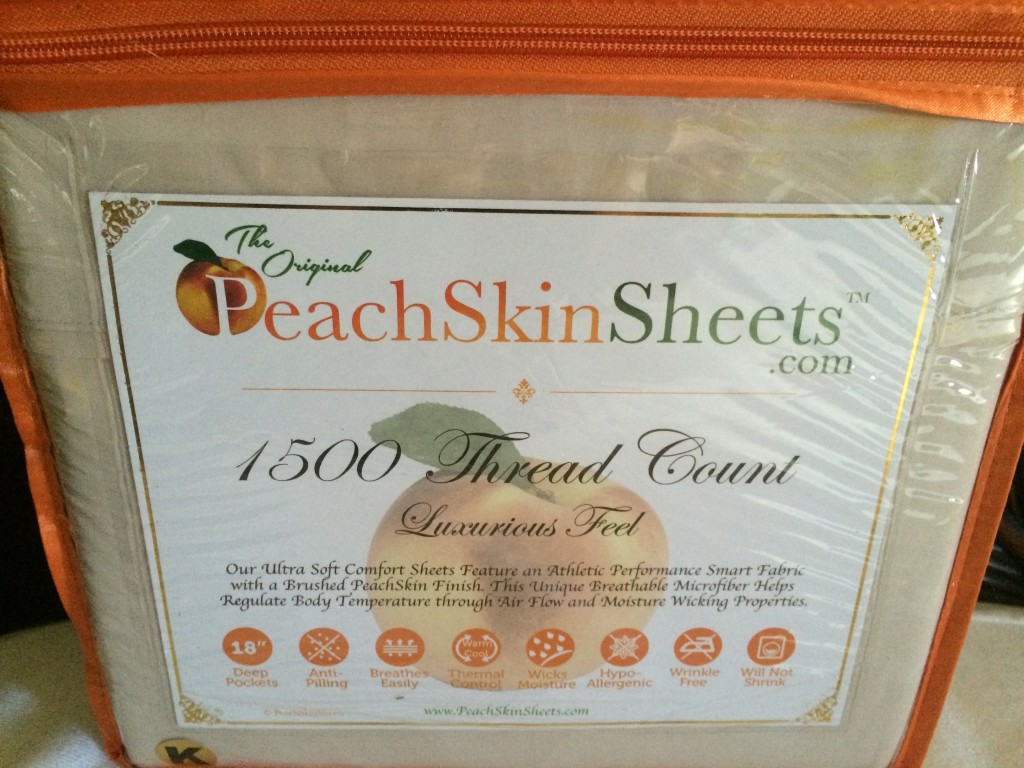 The
Original
PeachSkinSheets™
.com
1500 Thread Count
Luxurious Feel
Our Ultra Soft Comfort Sheets Feature an Athletic Performance Smart Fabric
with a Brushed PeachSkin Finish. This Unique Breathable Microfiber Helps
Regulate Body Temperature through Air Flow and Moisture Wicking Properties.
18"
Warm
Cool
Deep
Pockets
Anti-
Pilling
Breathes
Easily
Thermal
Control
Wicks
Moisture
Hypo-
Allergenic
Wrinkle
Free
Will Not
Shrink
www.PeachSkinSheets.com
K